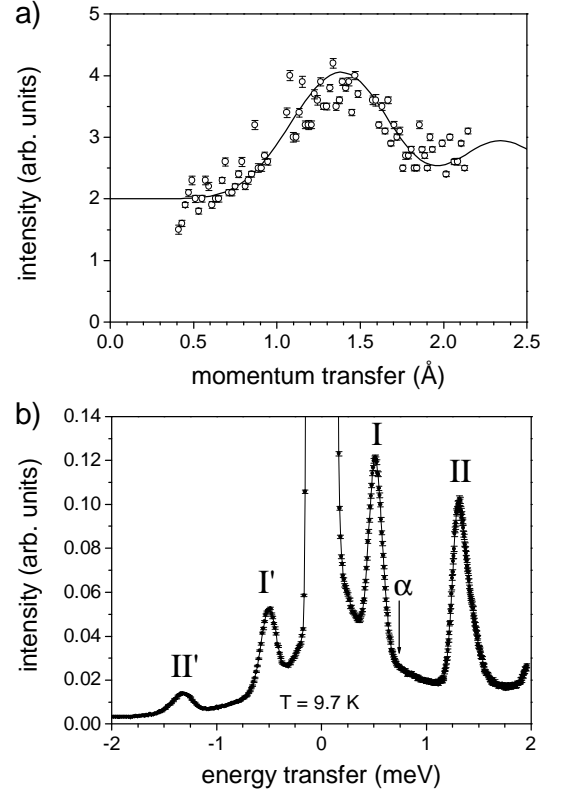 a)
5
4
3
2
1
0
intensity (arb. units)
0.0 0.5 1.0 1.5 2.0 2.5
momentum transfer (Å)
b)
0.14
0.12
0.10
0.08
0.06
0.04
0.02
0.00
intensity (arb. units)
I
II
I'
α
II'
T = 9.7 K
-2 -1 0 1 2
energy transfer (meV)